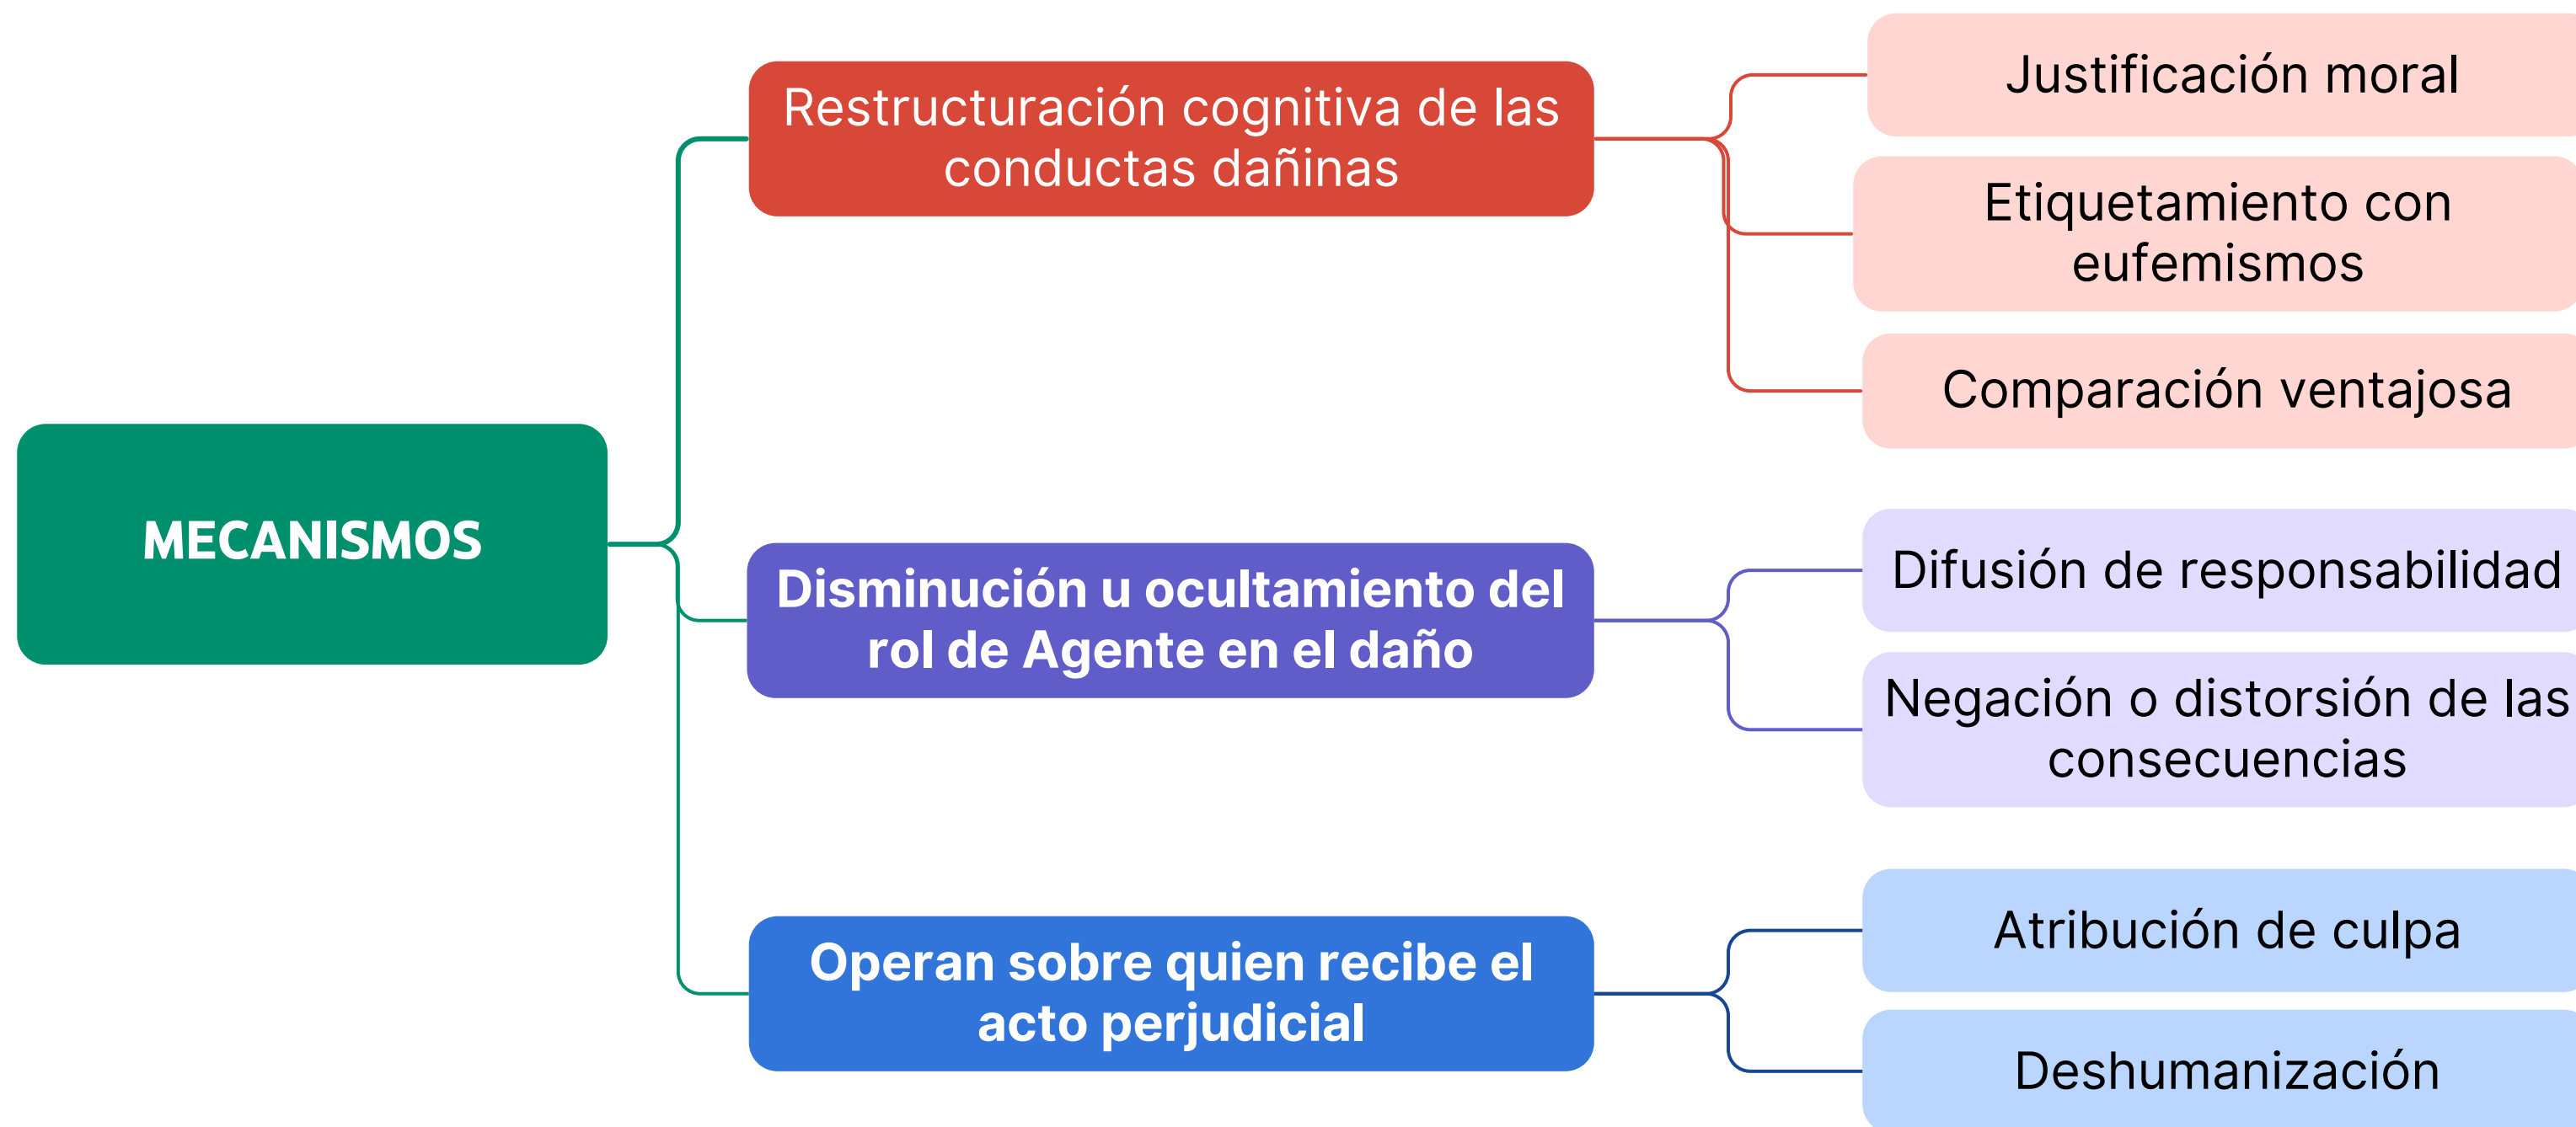 MECANISMOS
Restructuración cognitiva de las
conductas dañinas
Justificación moral
Etiquetamiento con
eufemismos
Comparación ventajosa
Disminución u ocultamiento del
rol de Agente en el daño
Difusión de responsabilidad
Negación o distorsión de las
consecuencias
Operan sobre quien recibe el
acto perjudicial
Atribución de culpa
Deshumanización